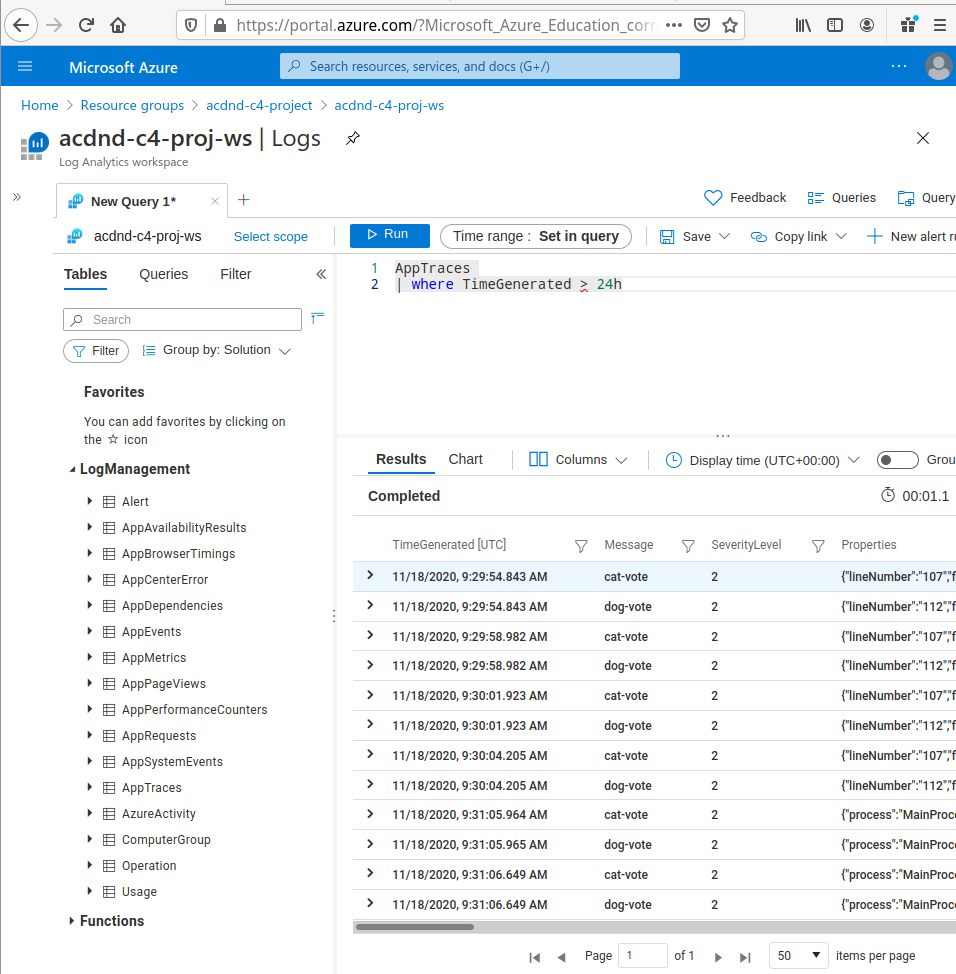 https://portal.azure.com/?Microsoft_Azure_Education_corr
Microsoft Azure
Search resources, services, and docs (G+/)
Home > Resource groups > acdnd-c4-project > acdnd-c4-proj-ws
acdnd-c4-proj-ws | Logs
Log Analytics workspace
New Query 1*
Feedback
Queries
Query
acdnd-c4-proj-ws
Select scope
Run
Time range : Set in query
Save
Copy link
New alert ru
Tables
Queries
Filter
1 AppTraces
2 | where TimeGenerated > 24h
Search
Filter
Group by: Solution
Favorites
You can add favorites by clicking on
the ☆ icon
LogManagement
Alert
AppAvailabilityResults
AppBrowserTimings
AppCenterError
AppDependencies
AppEvents
AppMetrics
AppPageViews
AppPerformanceCounters
AppRequests
AppSystemEvents
AppTraces
AzureActivity
ComputerGroup
Operation
Usage
Functions
Results
Chart
Columns
Display time (UTC+00:00)
Grou
Completed
00:01.1
TimeGenerated [UTC] Message SeverityLevel Properties
11/18/2020, 9:29:54.843 AM cat-vote 2 {"lineNumber":"107","f
11/18/2020, 9:29:54.843 AM dog-vote 2 {"lineNumber":"112","f
11/18/2020, 9:29:58.982 AM cat-vote 2 {"lineNumber":"107","f
11/18/2020, 9:29:58.982 AM dog-vote 2 {"lineNumber":"112","f
11/18/2020, 9:30:01.923 AM cat-vote 2 {"lineNumber":"107","f
11/18/2020, 9:30:01.923 AM dog-vote 2 {"lineNumber":"112","f
11/18/2020, 9:30:04.205 AM cat-vote 2 {"lineNumber":"107","f
11/18/2020, 9:30:04.205 AM dog-vote 2 {"lineNumber":"112","f
11/18/2020, 9:31:05.964 AM cat-vote 2 {"process":"MainProce
11/18/2020, 9:31:05.965 AM dog-vote 2 {"process":"MainProce
11/18/2020, 9:31:06.649 AM cat-vote 2 {"process":"MainProce
11/18/2020, 9:31:06.649 AM dog-vote 2 {"process":"MainProce
Page 1 of 1 50 items per page